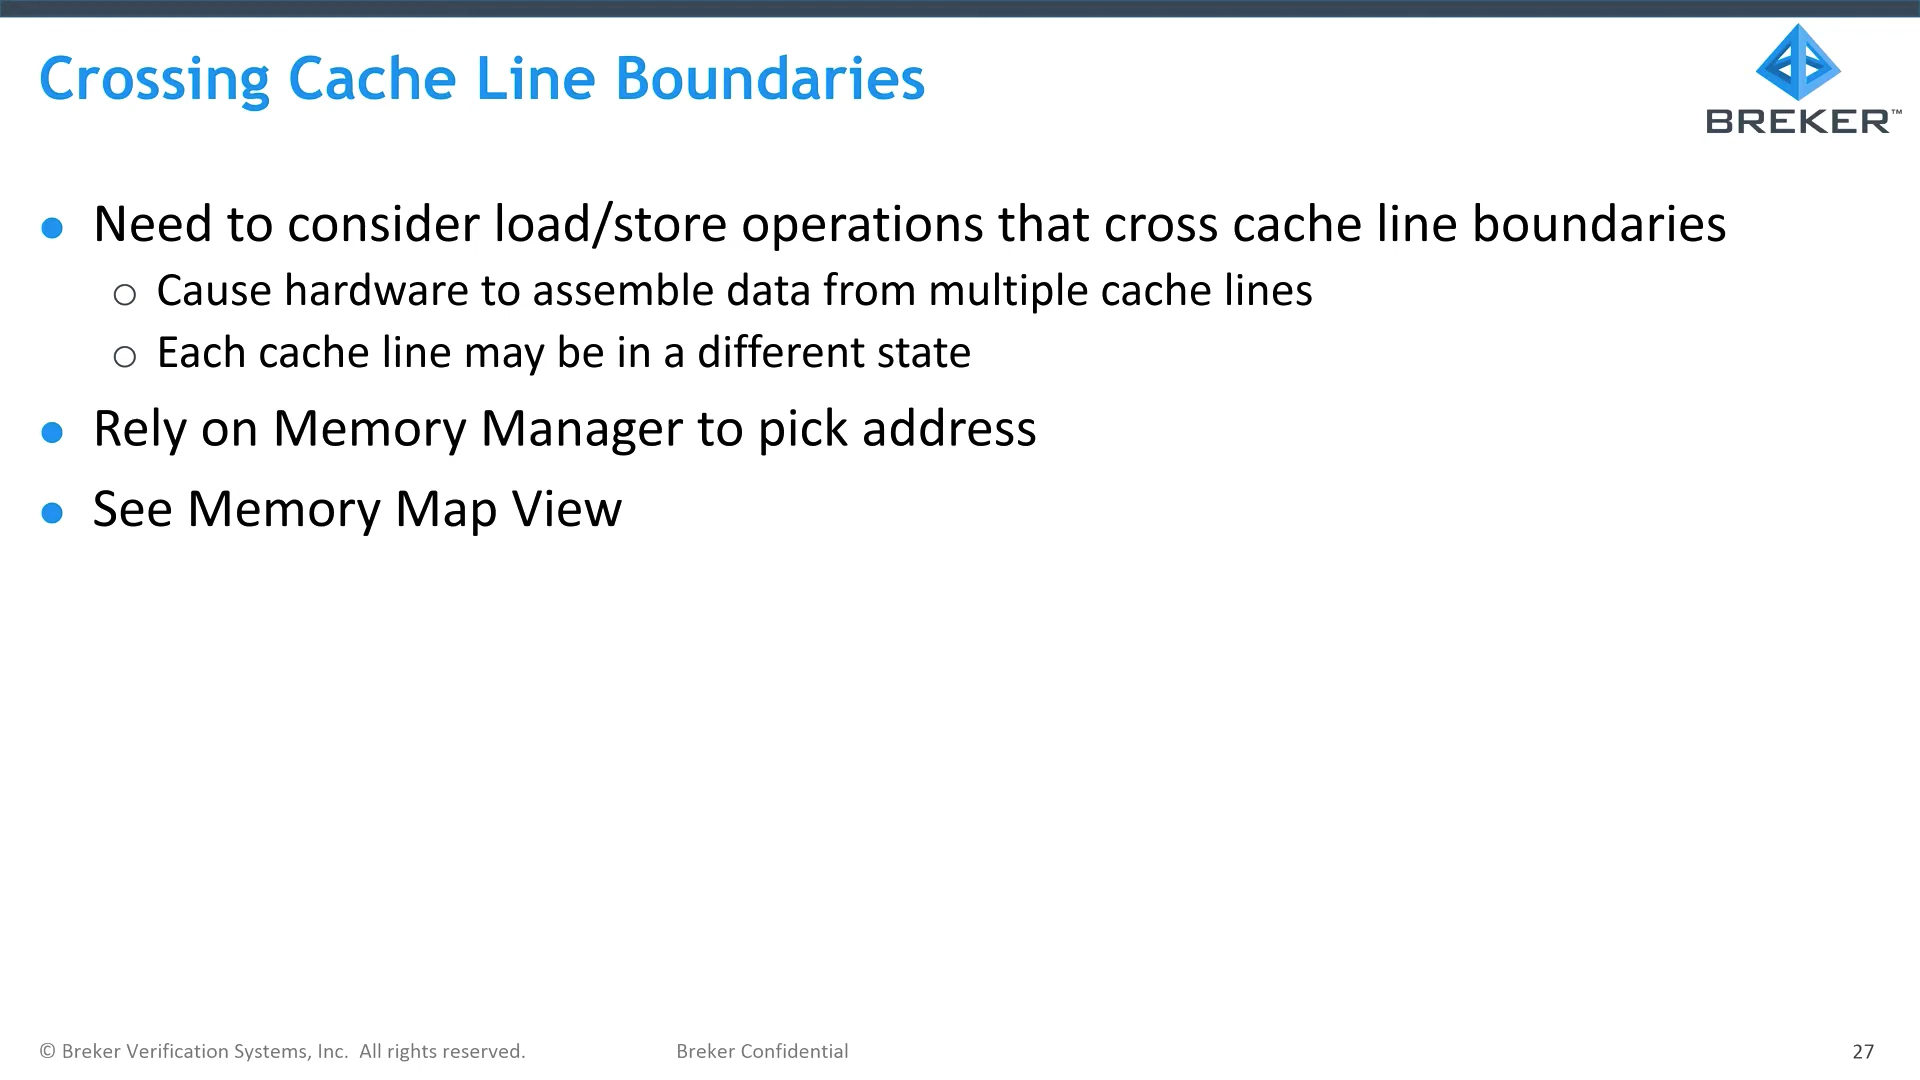 Crossing Cache Line Boundaries
BREKER™
● Need to consider load/store operations that cross cache line boundaries
○ Cause hardware to assemble data from multiple cache lines
○ Each cache line may be in a different state
● Rely on Memory Manager to pick address
● See Memory Map View
© Breker Verification Systems, Inc. All rights reserved. Breker Confidential 27